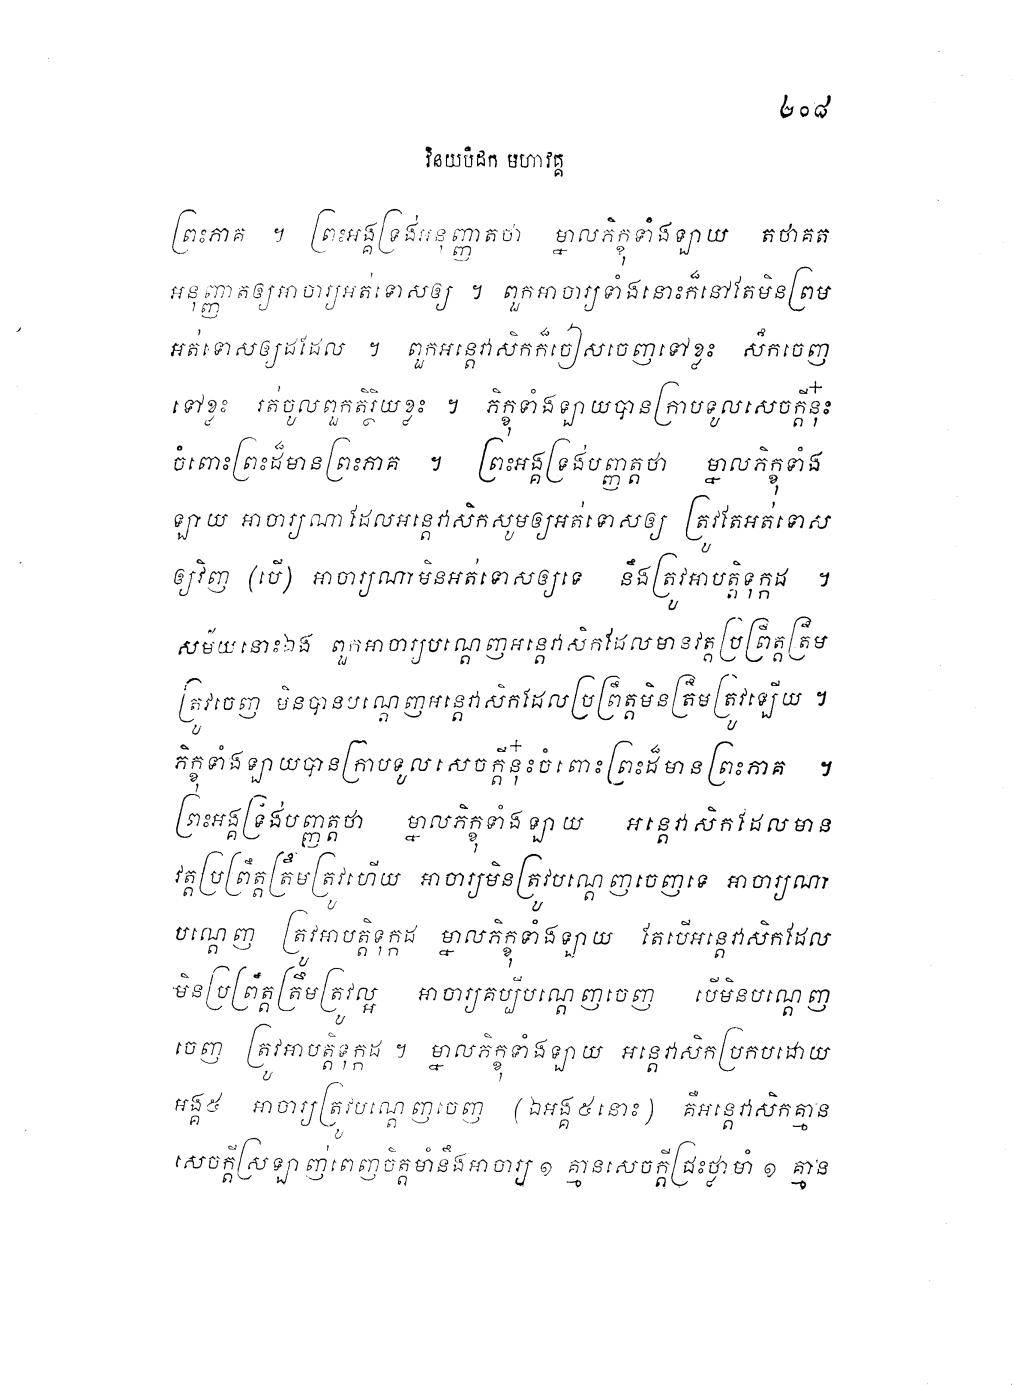 ២០៨
វិនយបិដក មហាវគ្គ
ព្រះភាគ ។ ព្រះអង្គទ្រង់អនុញ្ញាតថា ម្នាលភិក្ខុទាំងឡាយ តថាគត
អនុញ្ញាតឲ្យអាចារ្យអត់ទោសឲ្យ ។ ពួកអាចារ្យទាំងនោះក៏នៅតែមិនព្រម
អត់ទោសឲ្យដដែល ។ ពួកអន្តេវាសិកក៏ចៀសចេញទៅខ្លះ សឹកចេញ
ទៅខ្លះ រត់ចូលពួកតិរ្ថិយខ្លះ ។ ភិក្ខុទាំងឡាយបានក្រាបទូលសេចក្តីនុ៎ះ
ចំពោះព្រះដ៏មានព្រះភាគ ។ ព្រះអង្គទ្រង់បញ្ញត្តថា ម្នាលភិក្ខុទាំង
ឡាយ អាចារ្យណាដែលអន្តេវាសិកសូមឲ្យអត់ទោសឲ្យ ត្រូវតែអត់ទោស
ឲ្យវិញ (បើ) អាចារ្យណាមិនអត់ទោសឲ្យទេ នឹងត្រូវអាបត្តិទុក្កដ ។
សម័យនោះឯង ពួកអាចារ្យបណ្តេញអន្តេវាសិកដែលមានវត្តប្រព្រឹត្តត្រឹម
ត្រូវចេញ មិនបានបណ្តេញអន្តេវាសិកដែលប្រព្រឹត្តមិនត្រឹមត្រូវឡើយ ។
ភិក្ខុទាំងឡាយបានក្រាបទូលសេចក្តីនុ៎ះចំពោះព្រះដ៏មានព្រះភាគ ។
ព្រះអង្គទ្រង់បញ្ញត្តថា ម្នាលភិក្ខុទាំងឡាយ អន្តេវាសិកដែលមាន
វត្តប្រព្រឹត្តត្រឹមត្រូវហើយ អាចារ្យមិនត្រូវបណ្តេញចេញទេ អាចារ្យណា
បណ្តេញ ត្រូវអាបត្តិទុក្កដ ម្នាលភិក្ខុទាំងឡាយ តែបើអន្តេវាសិកដែល
មិនប្រព្រឹត្តត្រឹមត្រូវល្អ អាចារ្យគប្បីបណ្តេញចេញ បើមិនបណ្តេញ
ចេញ ត្រូវអាបត្តិទុក្កដ ។ ម្នាលភិក្ខុទាំងឡាយ អន្តេវាសិកប្រកបដោយ
អង្គ៥ អាចារ្យត្រូវបណ្តេញចេញ (ឯអង្គ៥នោះ) គឺអន្តេវាសិកគ្មាន
សេចក្តីស្រឡាញ់ពេញចិត្តមាំនឹងអាចារ្យ ១ គ្មានសេចក្តីជ្រះថ្លាមាំ ១ គ្មាន